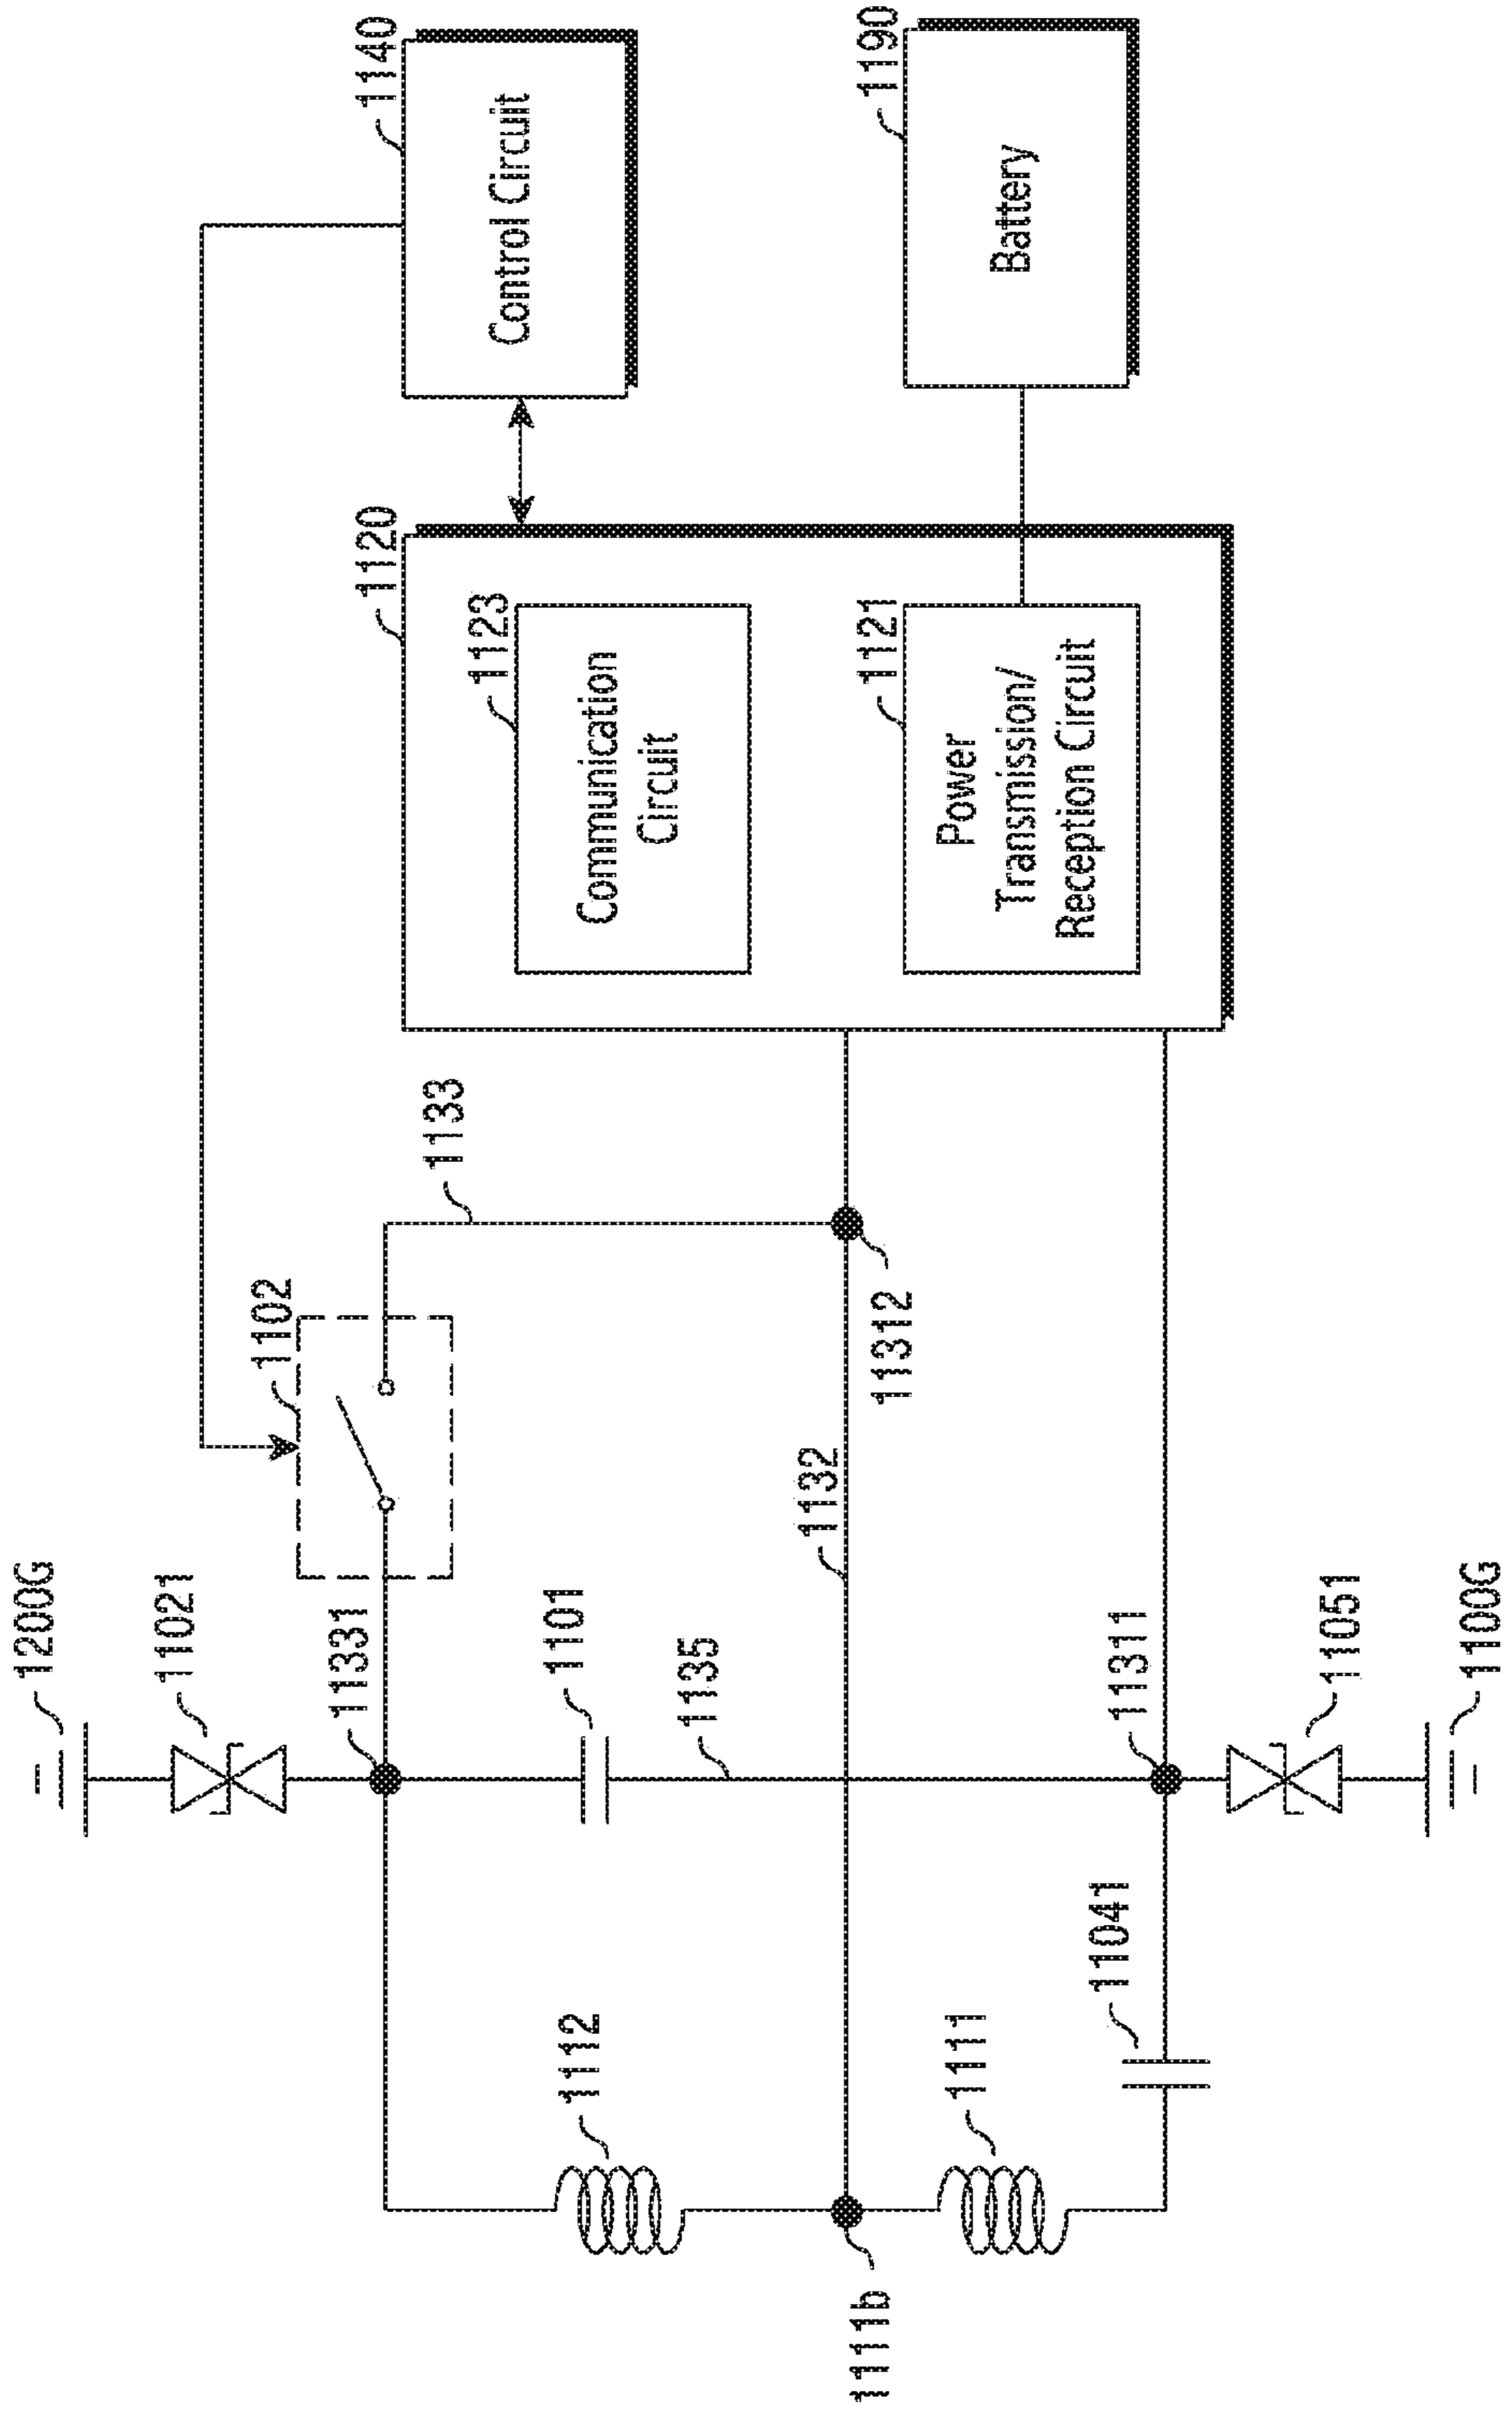 1200G
11021
1102
11331
1120
1140
1133
1123
Control Circuit
1101
1112
Communication
Circuit
1135
1132
1111b
11312
1121
1190
1111
Power
Transmission/
Reception Circuit
Battery
11041
11311
11051
1100G